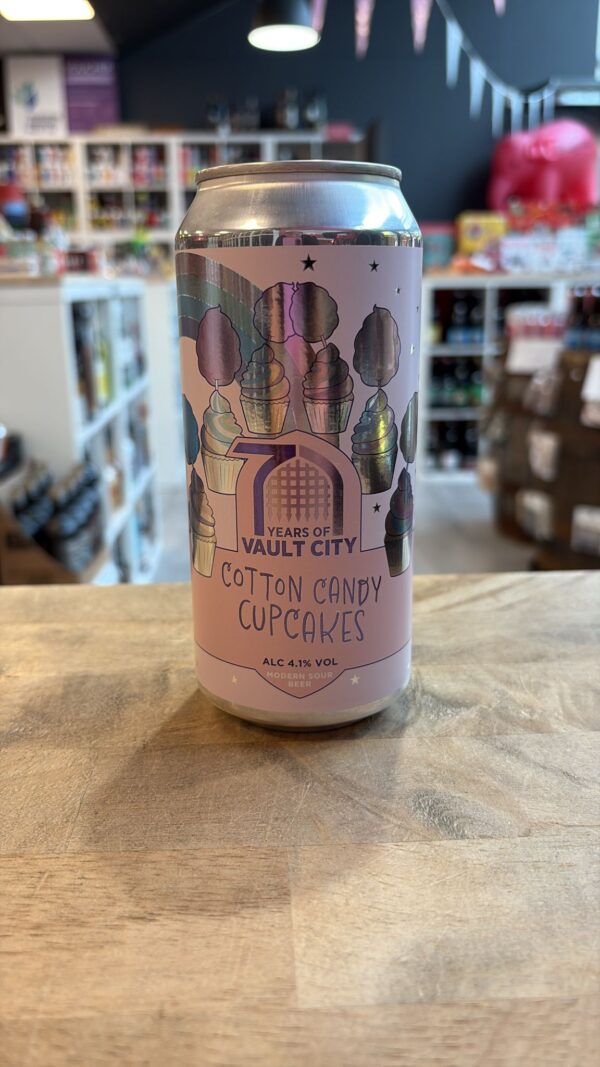 7
YEARS OF
VAULT CITY
COTTON CANDY
CUPCAKES
ALC 4.1% VOL
MODERN SOUR
BEER